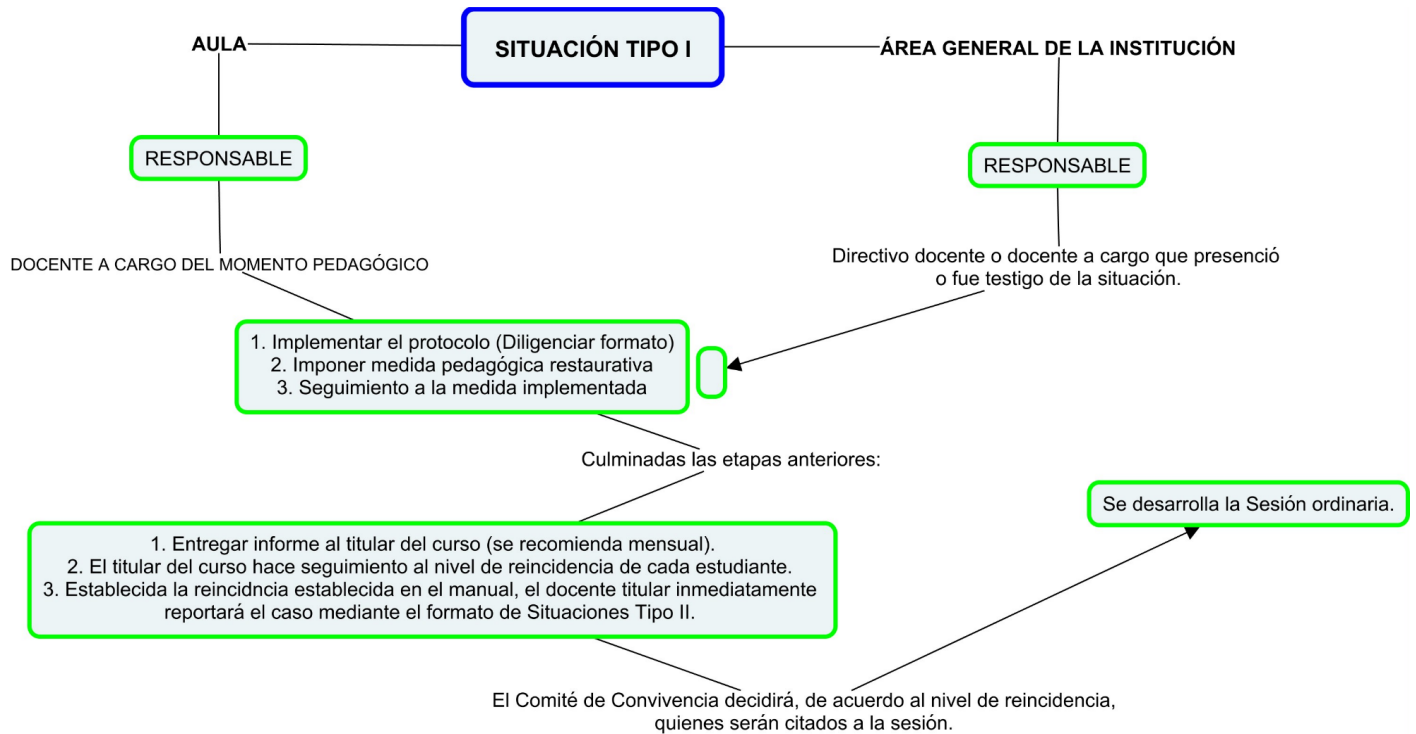 AULA
SITUACIÓN TIPO I
ÁREA GENERAL DE LA INSTITUCIÓN
RESPONSABLE
RESPONSABLE
DOCENTE A CARGO DEL MOMENTO PEDAGÓGICO
Directivo docente o docente a cargo que presenció
o fue testigo de la situación.
1. Implementar el protocolo (Diligenciar formato)
2. Imponer medida pedagógica restaurativa
3. Seguimiento a la medida implementada
Culminadas las etapas anteriores:
Se desarrolla la Sesión ordinaria.
1. Entregar informe al titular del curso (se recomienda mensual).
2. El titular del curso hace seguimiento al nivel de reincidencia de cada estudiante.
3. Establecida la reincidncia establecida en el manual, el docente titular inmediatamente
reportará el caso mediante el formato de Situaciones Tipo II.
El Comité de Convivencia decidirá, de acuerdo al nivel de reincidencia,
quienes serán citados a la sesión.